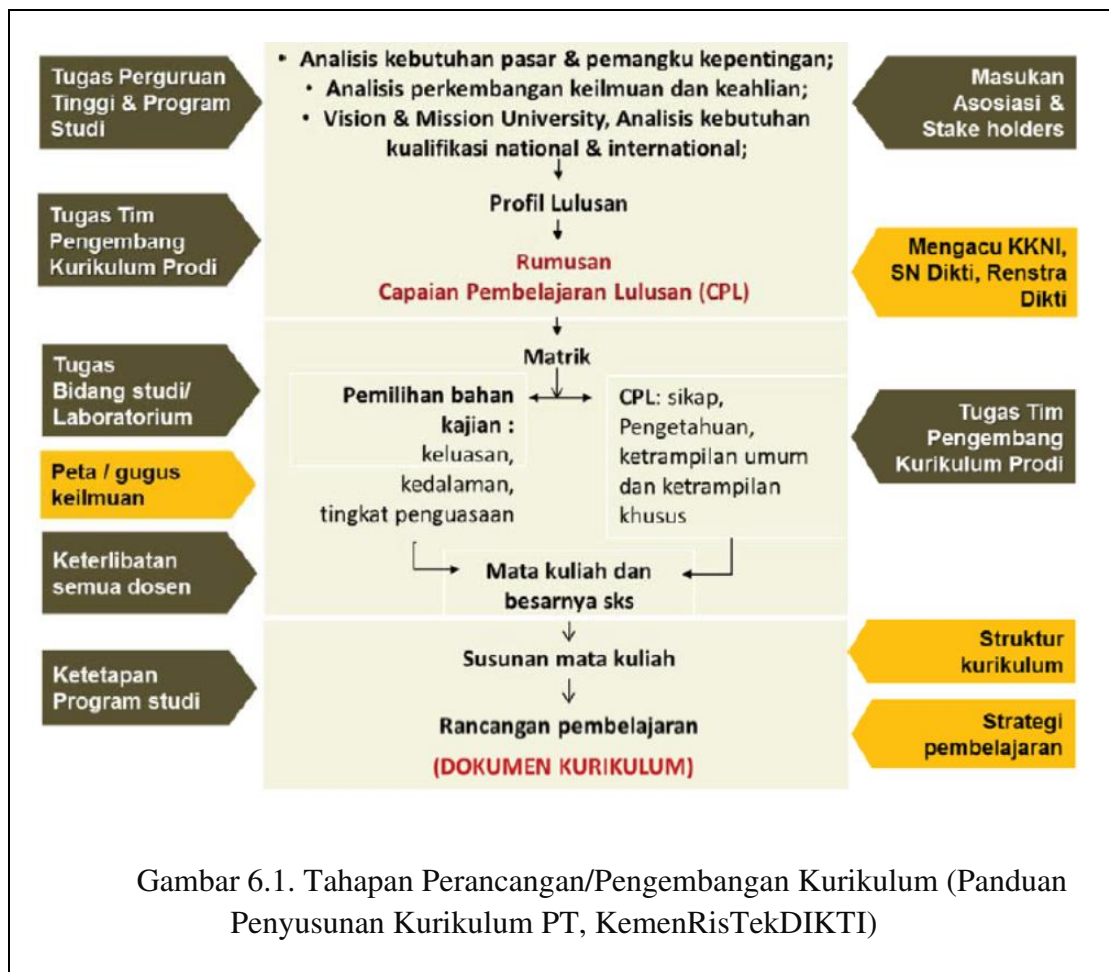 Tugas Perguruan
Tinggi & Program
Studi
• Analisis kebutuhan pasar & pemangku kepentingan;
• Analisis perkembangan keilmuan dan keahlian;
• Vision & Mission University, Analisis kebutuhan
kualifikasi national & international;
Masukan
Asosiasi &
Stake holders
Tugas Tim
Pengembang
Kurikulum Prodi
Profil Lulusan
Rumusan
Capaian Pembelajaran Lulusan (CPL)
Mengacu KKNI,
SN Dikti, Renstra
Dikti
Tugas
Bidang studi/
Laboratorium
Matrik
Pemilihan bahan
kajian :
keluasan,
kedalaman,
tingkat penguasaan
CPL: sikap,
Pengetahuan,
ketrampilan umum
dan ketrampilan
khusus
Tugas Tim
Pengembang
Kurikulum Prodi
Peta / gugus
keilmuan
Keterlibatan
semua dosen
Mata kuliah dan
besarnya sks
Ketetapan
Program studi
Susunan mata kuliah
Struktur
kurikulum
Rancangan pembelajaran
(DOKUMEN KURIKULUM)
Strategi
pembelajaran
Gambar 6.1. Tahapan Perancangan/Pengembangan Kurikulum (Panduan
Penyusunan Kurikulum PT, KemenRisTekDIKTI)